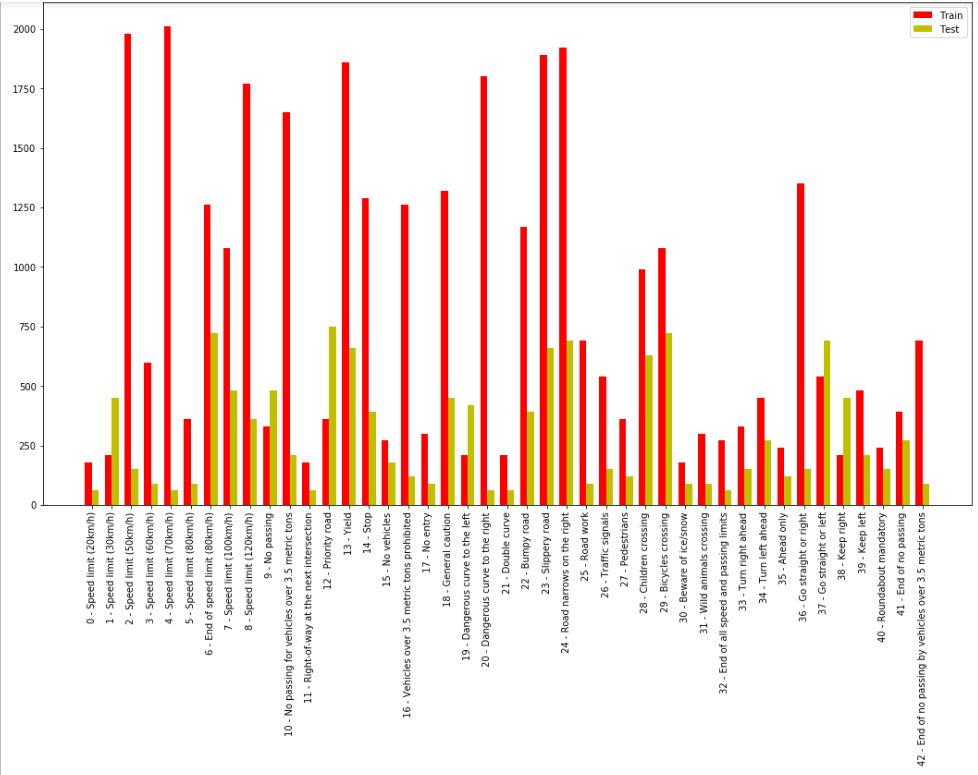 Train
Test
2000
1750
1500
1250
1000
750
500
250
0
0 - Speed limit (20km/h)
1 - Speed limit (30km/h)
2 - Speed limit (50km/h)
3 - Speed limit (60km/h)
4 - Speed limit (70km/h)
5 - Speed limit (80km/h)
6 - End of speed limit (80km/h)
7 - Speed limit (100km/h)
8 - Speed limit (120km/h)
9 - No passing
10 - No passing for vehicles over 3.5 metric tons
11 - Right-of-way at the next intersection
12 - Priority road
13 - Yield
14 - Stop
15 - No vehicles
16 - Vehicles over 3.5 metric tons prohibited
17 - No entry
18 - General caution
19 - Dangerous curve to the left
20 - Dangerous curve to the right
21 - Double curve
22 - Bumpy road
23 - Slippery road
24 - Road narrows on the right
25 - Road work
26 - Traffic signals
27 - Pedestrians
28 - Children crossing
29 - Bicycles crossing
30 - Beware of ice/snow
31 - Wild animals crossing
32 - End of all speed and passing limits
33 - Turn right ahead
34 - Turn left ahead
35 - Ahead only
36 - Go straight or right
37 - Go straight or left
38 - Keep right
39 - Keep left
40 - Roundabout mandatory
41 - End of no passing
42 - End of no passing by vehicles over 3.5 metric tons